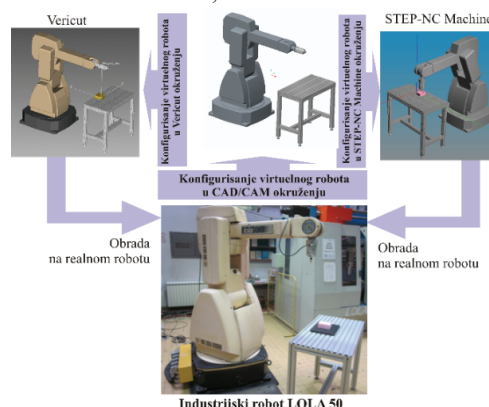 Vericut
STEP-NC Machine
Konfigurisanje virtuelnog robota
u Vericut okruženju
Konfigurisanje virtuelnog robota
u STEP-NC Machine okruženju
Konfigurisanje virtuelnog robota
u CAD/CAM okruženju
Obrada
na realnom robotu
Obrada
na realnom robotu
Industrijski robot LOLA 50